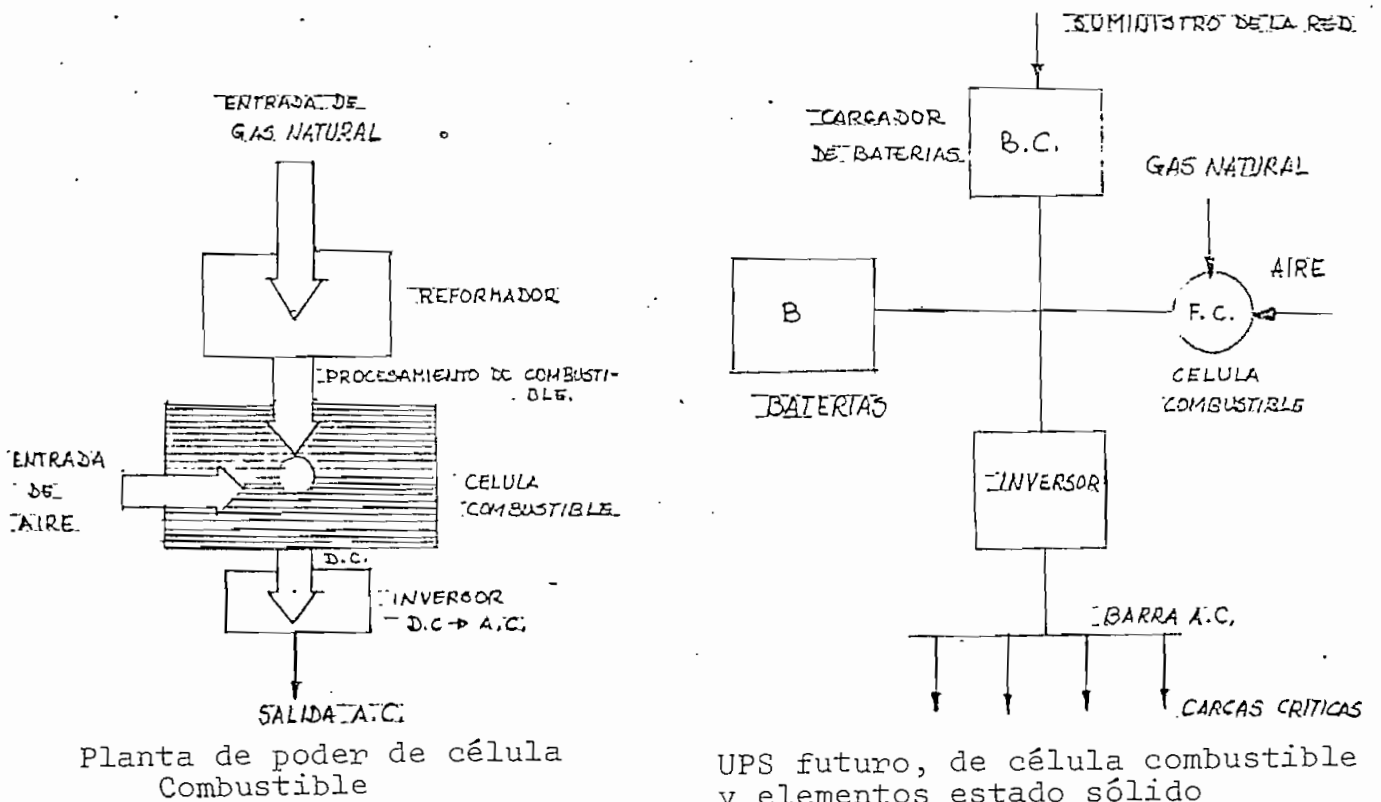 ENTRADA DE
GAS NATURAL
REFORMADOR
PROCESAMIENTO DE COMBUSTI-
BLE.
ENTRADA
DE
AIRE
CELULA
COMBUSTIBLE
D.C.
INVERSOR
D.C → A.C.
SALIDA A.C.
Planta de poder de célula
Combustible
SUMINISTRO DE LA RED
CARGADOR
DE BATERIAS
B.C.
GAS NATURAL
AIRE
B
F.C.
BATERIAS
CELULA
COMBUSTIBLE
INVERSOR
BARRA A.C.
CARGAS CRITICAS
UPS futuro, de célula combustible
y elementos estado sólido